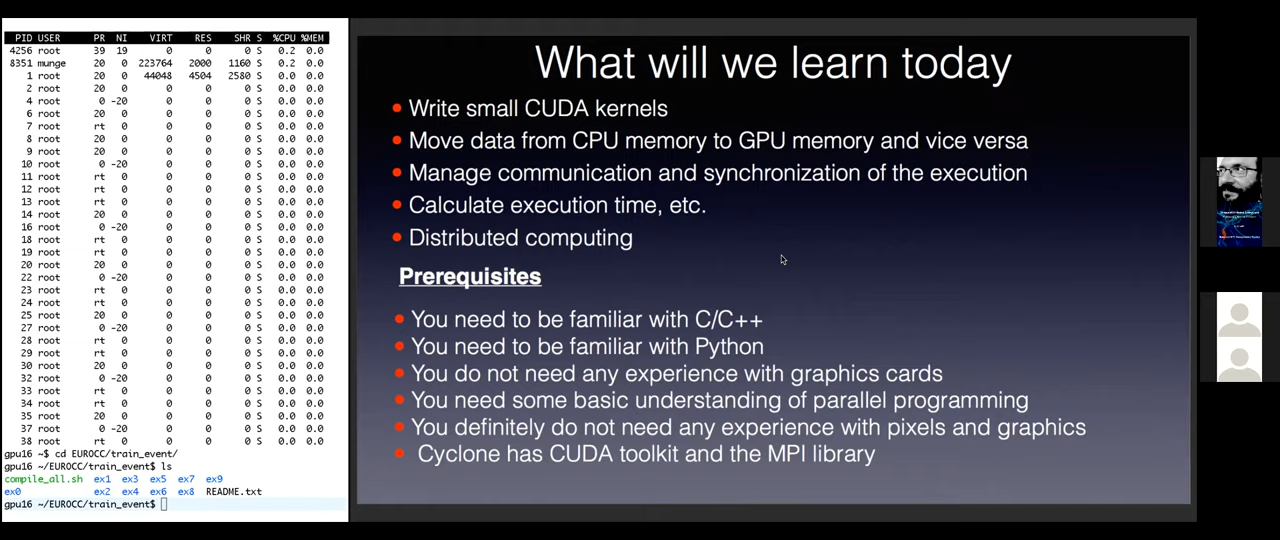 PID USER PR NI VIRT RES SHR S %CPU %MEM
4256 root 39 19 0 0 0 S 0.2 0.0
8351 munge 20 0 223764 2000 1160 S 0.2 0.0
1 root 20 0 44048 4504 2580 S 0.0 0.0
2 root 20 0 0 0 0 S 0.0 0.0
4 root 0 -20 0 0 0 S 0.0 0.0
6 root 20 0 0 0 0 S 0.0 0.0
7 root rt 0 0 0 0 S 0.0 0.0
8 root 20 0 0 0 0 S 0.0 0.0
9 root 20 0 0 0 0 S 0.0 0.0
10 root 0 -20 0 0 0 S 0.0 0.0
11 root rt 0 0 0 0 S 0.0 0.0
12 root rt 0 0 0 0 S 0.0 0.0
13 root rt 0 0 0 0 S 0.0 0.0
14 root 20 0 0 0 0 S 0.0 0.0
16 root 0 -20 0 0 0 S 0.0 0.0
18 root rt 0 0 0 0 S 0.0 0.0
19 root rt 0 0 0 0 S 0.0 0.0
20 root 20 0 0 0 0 S 0.0 0.0
22 root 0 -20 0 0 0 S 0.0 0.0
23 root rt 0 0 0 0 S 0.0 0.0
24 root rt 0 0 0 0 S 0.0 0.0
25 root 20 0 0 0 0 S 0.0 0.0
27 root 0 -20 0 0 0 S 0.0 0.0
28 root rt 0 0 0 0 S 0.0 0.0
29 root rt 0 0 0 0 S 0.0 0.0
30 root 20 0 0 0 0 S 0.0 0.0
32 root 0 -20 0 0 0 S 0.0 0.0
33 root rt 0 0 0 0 S 0.0 0.0
34 root rt 0 0 0 0 S 0.0 0.0
35 root 20 0 0 0 0 S 0.0 0.0
37 root 0 -20 0 0 0 S 0.0 0.0
38 root rt 0 0 0 0 S 0.0 0.0
gpu16 ~$ cd EUROCC/train_event/
gpu16 ~/EUROCC/train_event$ ls
compile_all.sh ex1 ex3 ex5 ex7 ex9
ex0 ex2 ex4 ex6 ex8 README.txt
gpu16 ~/EUROCC/train_event$
What will we learn today
• Write small CUDA kernels
• Move data from CPU memory to GPU memory and vice versa
• Manage communication and synchronization of the execution
• Calculate execution time, etc.
• Distributed computing
Prerequisites
• You need to be familiar with C/C++
• You need to be familiar with Python
• You do not need any experience with graphics cards
• You need some basic understanding of parallel programming
• You definitely do not need any experience with pixels and graphics
• Cyclone has CUDA toolkit and the MPI library